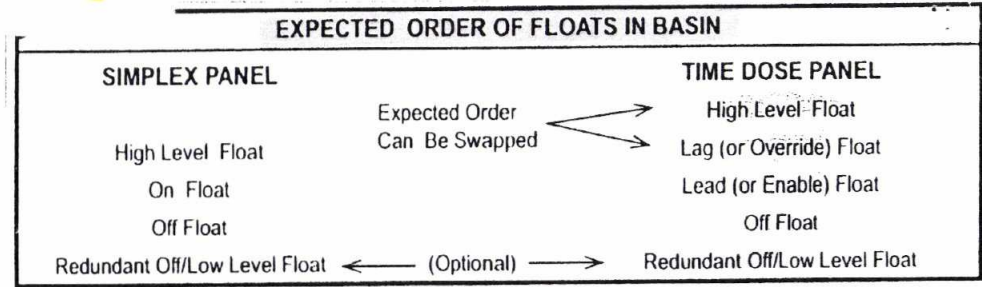 EXPECTED ORDER OF FLOATS IN BASIN
SIMPLEX PANEL
High Level Float
On Float
Off Float
Redundant Off/Low Level Float
Expected Order
Can Be Swapped
(Optional)
TIME DOSE PANEL
High Level Float
Lag (or Override) Float
Lead (or Enable) Float
Off Float
Redundant Off/Low Level Float